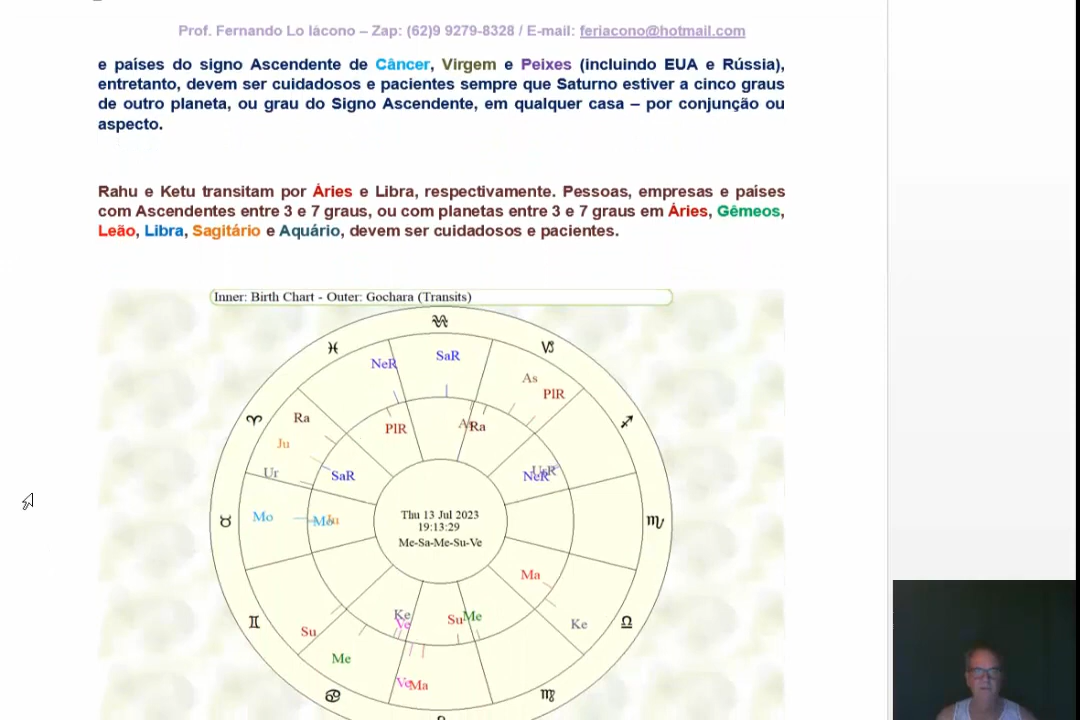 Prof. Fernando Lo Iácono – Zap: (62)9 9279-8328 / E-mail: feriacono@hotmail.com
e países do signo Ascendente de Câncer, Virgem e Peixes (incluindo EUA e Rússia),
entretanto, devem ser cuidadosos e pacientes sempre que Saturno estiver a cinco graus
de outro planeta, ou grau do Signo Ascendente, em qualquer casa – por conjunção ou
aspecto.
Rahu e Ketu transitam por Áries e Libra, respectivamente. Pessoas, empresas e países
com Ascendentes entre 3 e 7 graus, ou com planetas entre 3 e 7 graus em Áries, Gêmeos,
Leão, Libra, Sagitário e Aquário, devem ser cuidadosos e pacientes.
Inner: Birth Chart - Outer: Gochara (Transits)
♒
♓
♑
NeR
SaR
As
PlR
♈
Ra
PlR
Ra
♐
Ju
Ur
SaR
NeR
UrR
♉
Mo
Mo
Ju
Thu 13 Jul 2023
19:13:29
Me-Sa-Me-Su-Ve
♏
Ma
♊
Su
Ke
Ve
Su
Me
Ke
♎
Me
Ve
Ma
♋
♍